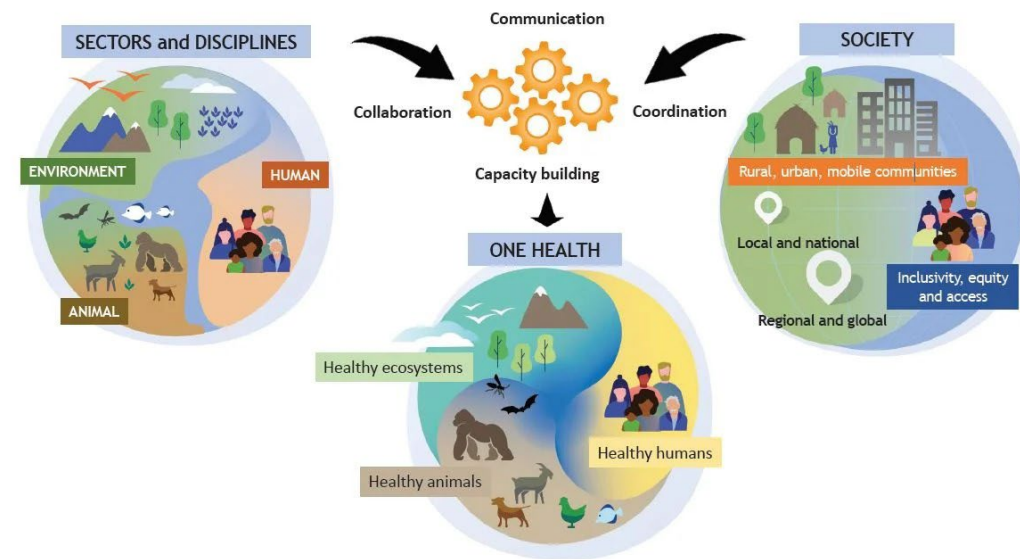 SECTORS and DISCIPLINES
ENVIRONMENT
HUMAN
ANIMAL
Communication
Collaboration
Coordination
Capacity building
SOCIETY
Rural, urban, mobile communities
Local and national
Inclusivity, equity
and access
Regional and global
ONE HEALTH
Healthy ecosystems
Healthy humans
Healthy animals